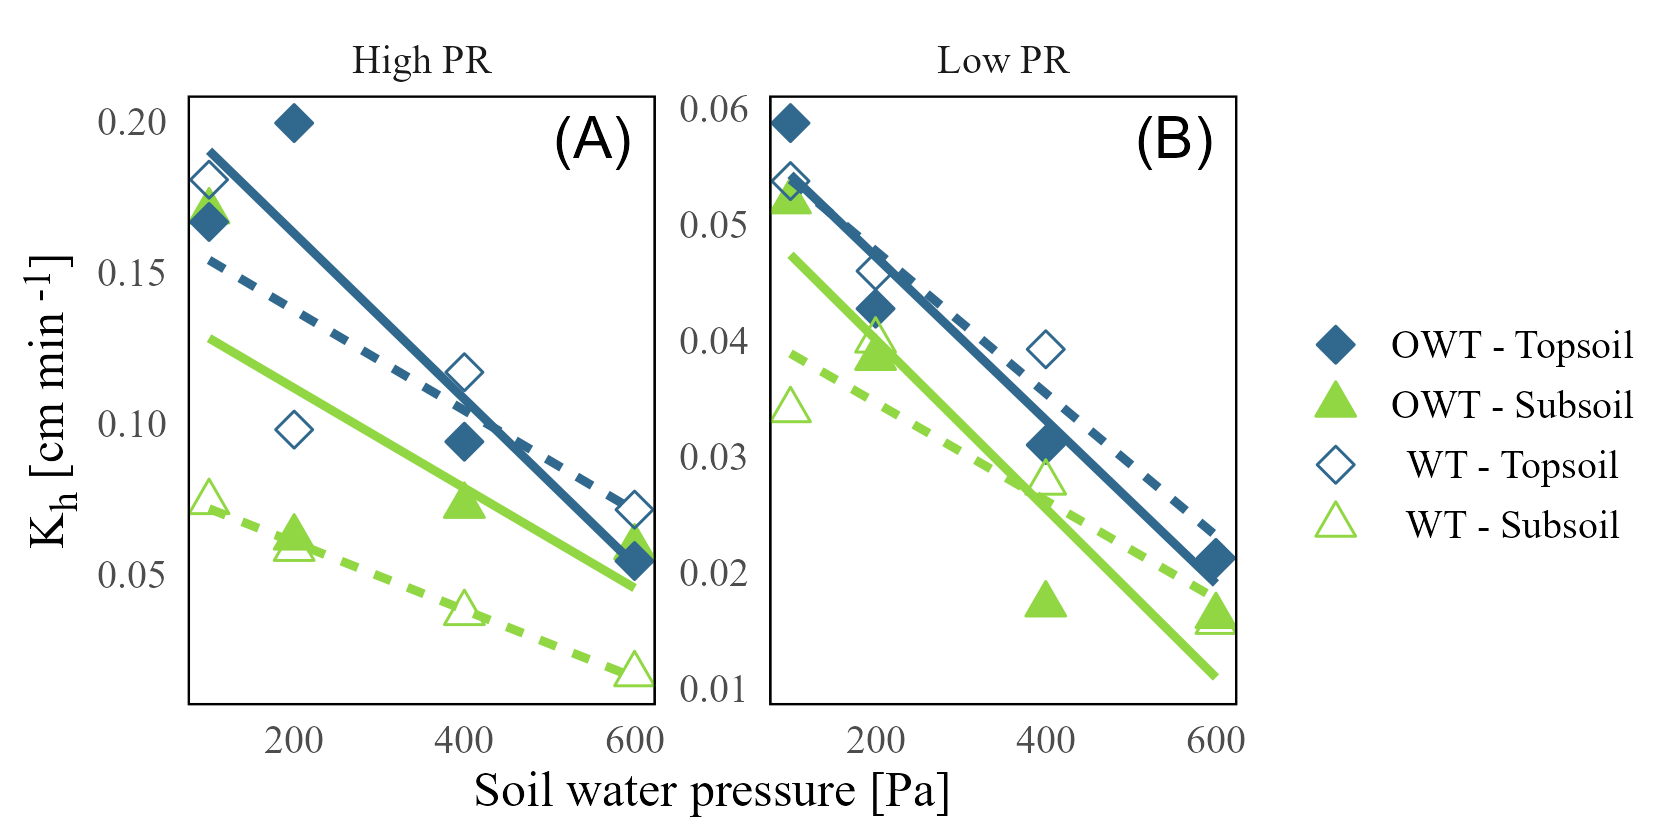 High PR
Low PR
(A)
(B)
0.20
0.15
0.10
0.05
0.06
0.05
0.04
0.03
0.02
0.01
K_h [cm min ^-1]
200
400
600
200
400
600
Soil water pressure [Pa]
OWT - Topsoil
OWT - Subsoil
WT - Topsoil
WT - Subsoil